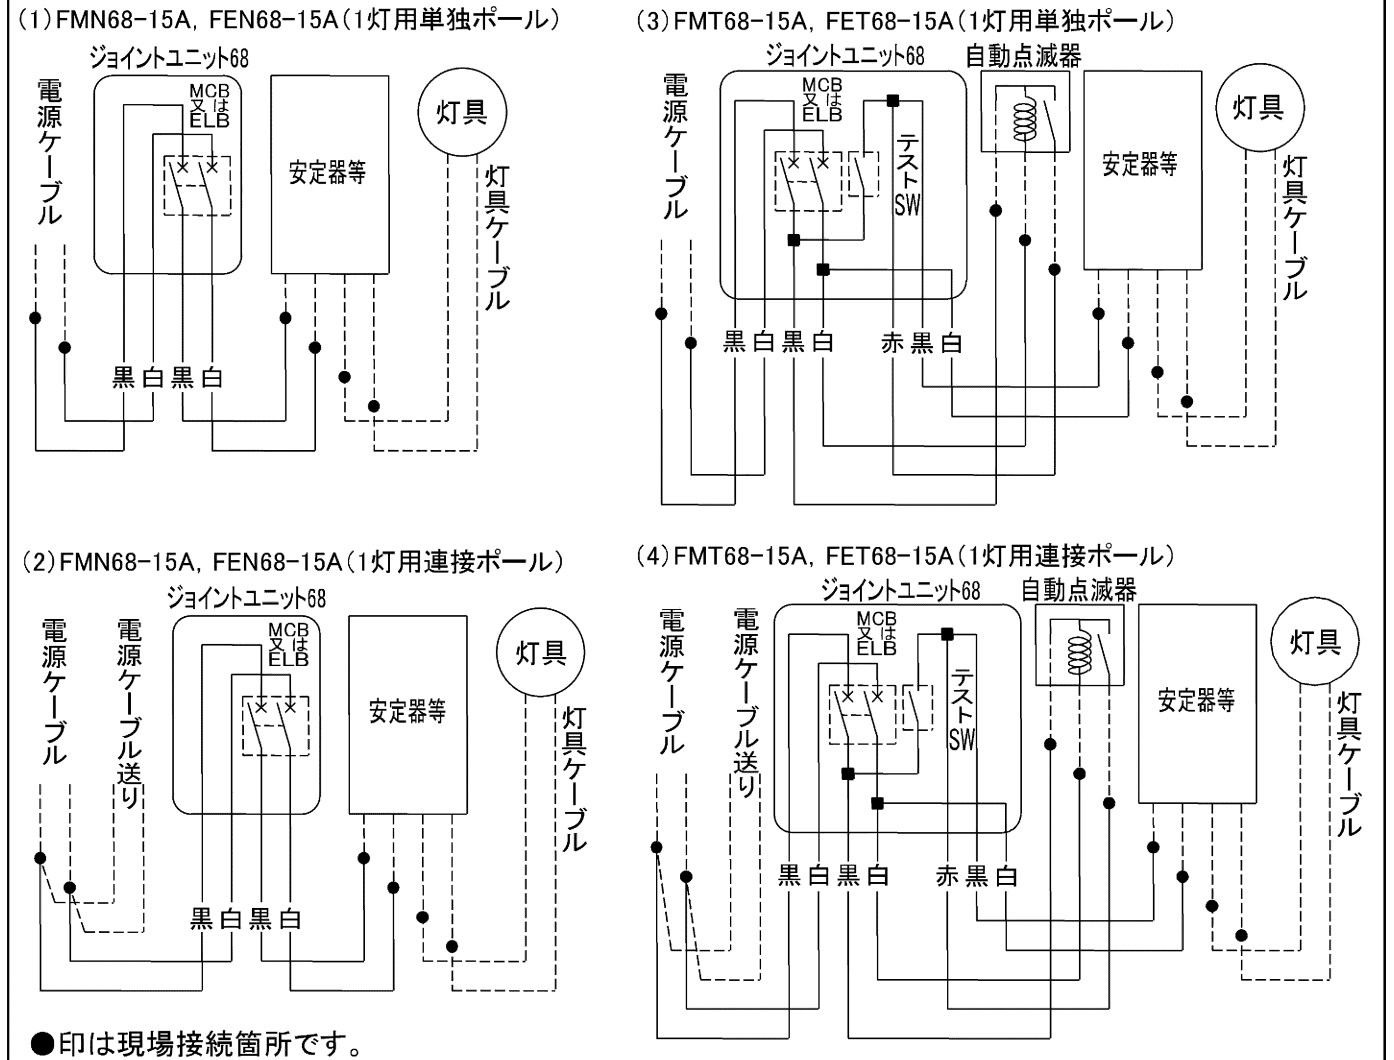 (1)FMN68-15A, FEN68-15A(1灯用単独ポール)
ジョイントユニット68
電源ケーブル
MCB
又は
ELB
安定器等
灯具
灯具ケーブル
黒 白 黒 白
(3)FMT68-15A, FET68-15A(1灯用単独ポール)
ジョイントユニット68
自動点滅器
電源ケーブル
MCB
又は
ELB
テスト
SW
安定器等
灯具
灯具ケーブル
黒 白 黒 白 赤 黒 白
(2)FMN68-15A, FEN68-15A(1灯用連接ポール)
ジョイントユニット68
電源ケーブル
電源ケーブル送り
MCB
又は
ELB
安定器等
灯具
灯具ケーブル
黒 白 黒 白
(4)FMT68-15A, FET68-15A(1灯用連接ポール)
ジョイントユニット68
自動点滅器
電源ケーブル
電源ケーブル送り
MCB
又は
ELB
テスト
SW
安定器等
灯具
灯具ケーブル
黒 白 黒 白 赤 黒 白
●印は現場接続箇所です。